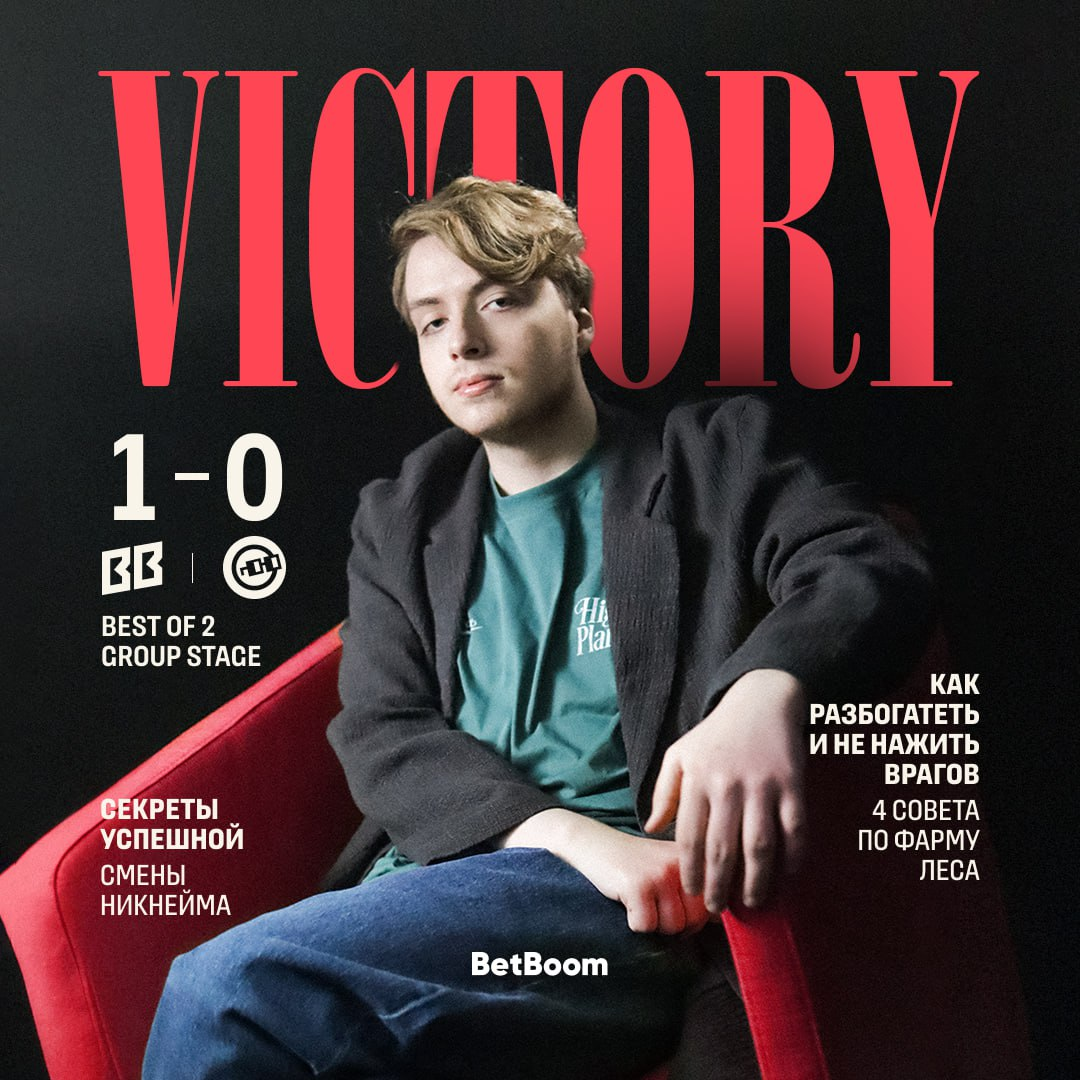 VICTORY
1 – 0
BB
BEST OF 2
GROUP STAGE
КАК
РАЗБОГАТЕТЬ
И НЕ НАЖИТЬ
ВРАГОВ
4 СОВЕТА
ПО ФАРМУ
ЛЕСА
СЕКРЕТЫ
УСПЕШНОЙ
СМЕНЫ
НИКНЕЙМА
BetBoom